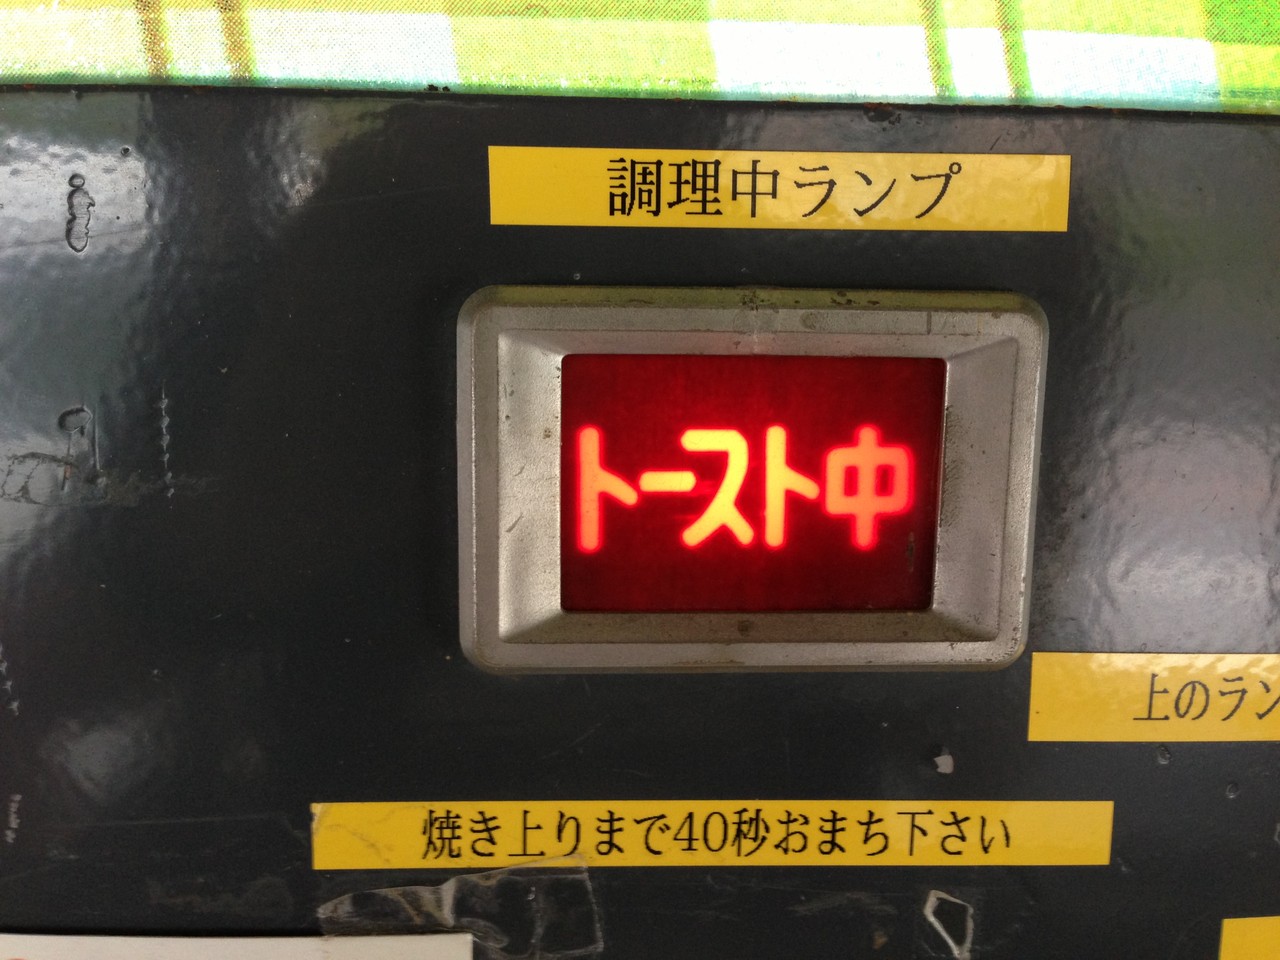 調理中ランプ
トースト中
上のラン
焼き上りまで40秒おまち下さい